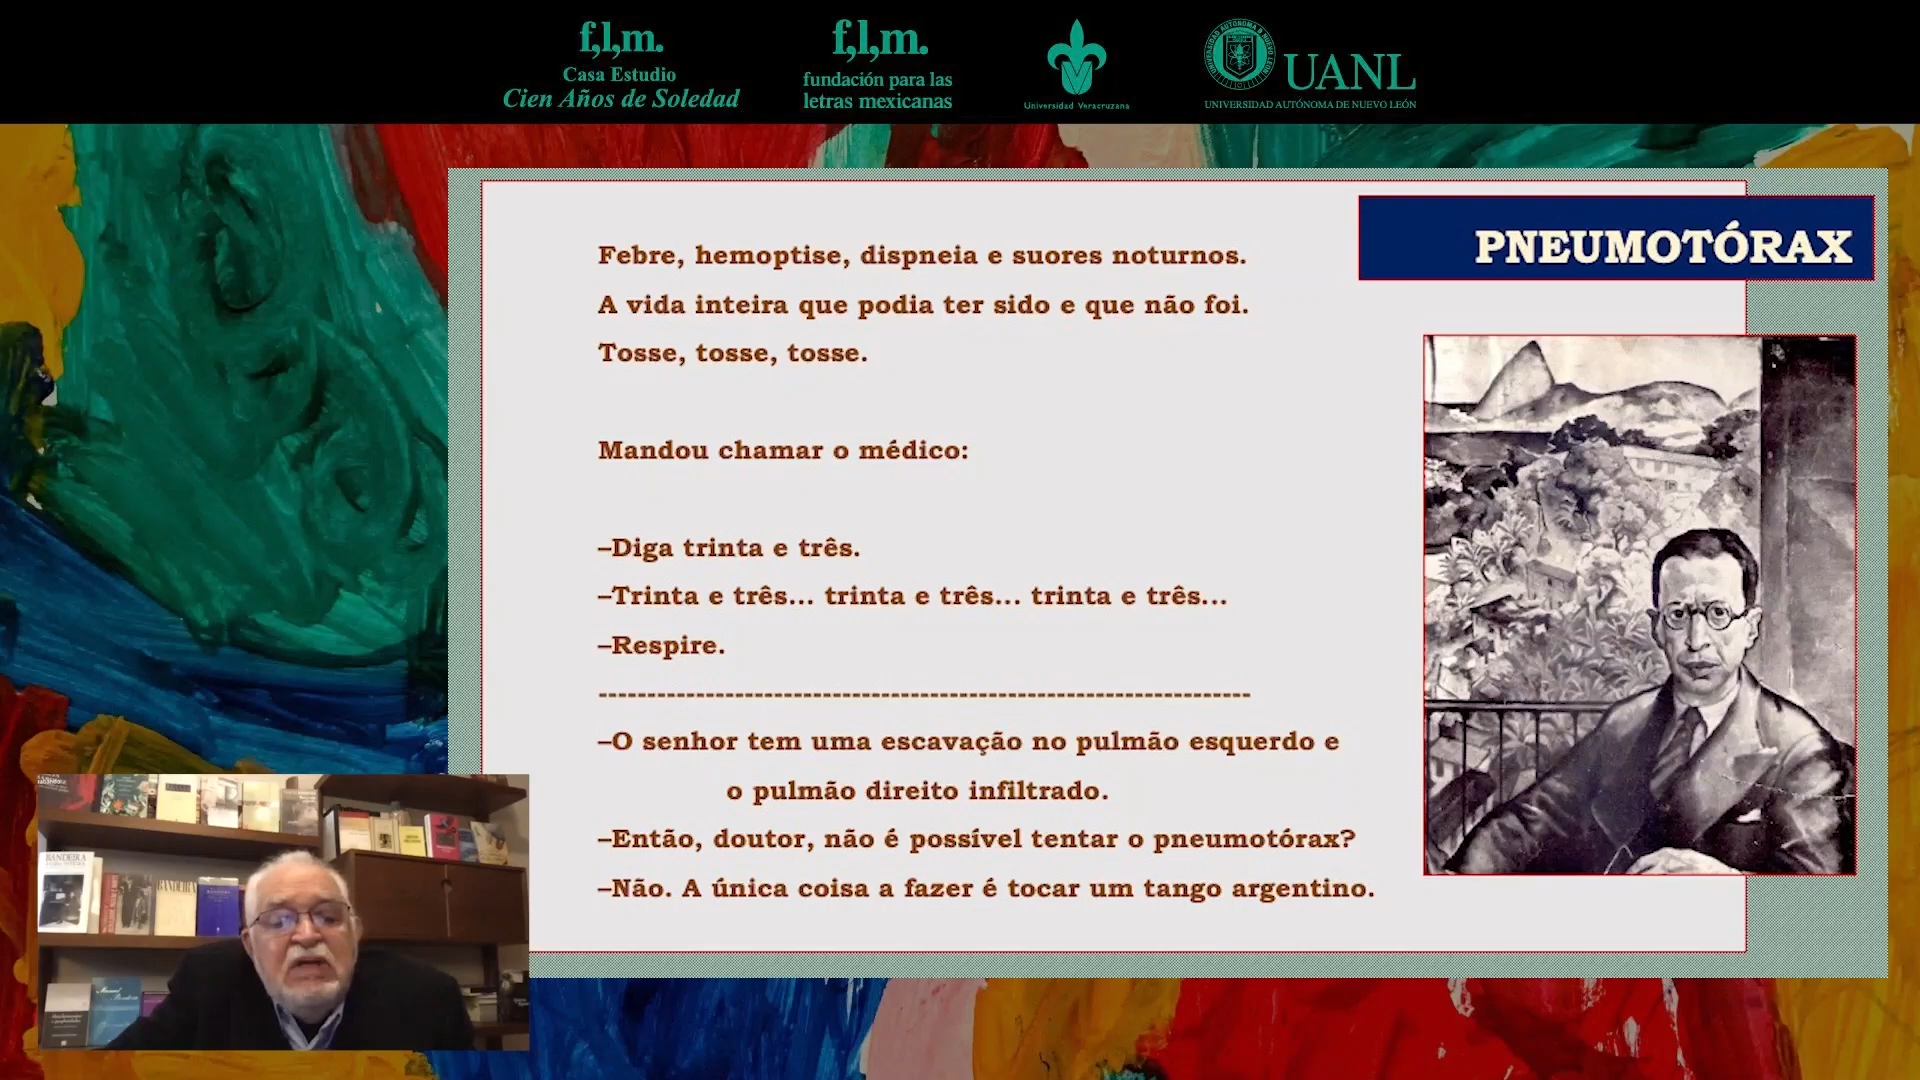 f,l,m.
Casa Estudio
Cien Años de Soledad
f,l,m.
fundación para las
letras mexicanas
Universidad Veracruzana
UANL
UNIVERSIDAD AUTÓNOMA DE NUEVO LEÓN
PNEUMOTÓRAX
Febre, hemoptise, dispneia e suores noturnos.
A vida inteira que podia ter sido e que não foi.
Tosse, tosse, tosse.
Mandou chamar o médico:
–Diga trinta e três.
–Trinta e três... trinta e três... trinta e três...
–Respire.
-------------------------------------------------------------------
–O senhor tem uma escavação no pulmão esquerdo e
o pulmão direito infiltrado.
–Então, doutor, não é possível tentar o pneumotórax?
–Não. A única coisa a fazer é tocar um tango argentino.
BANDEIRA
BANDEIRA
Manuel